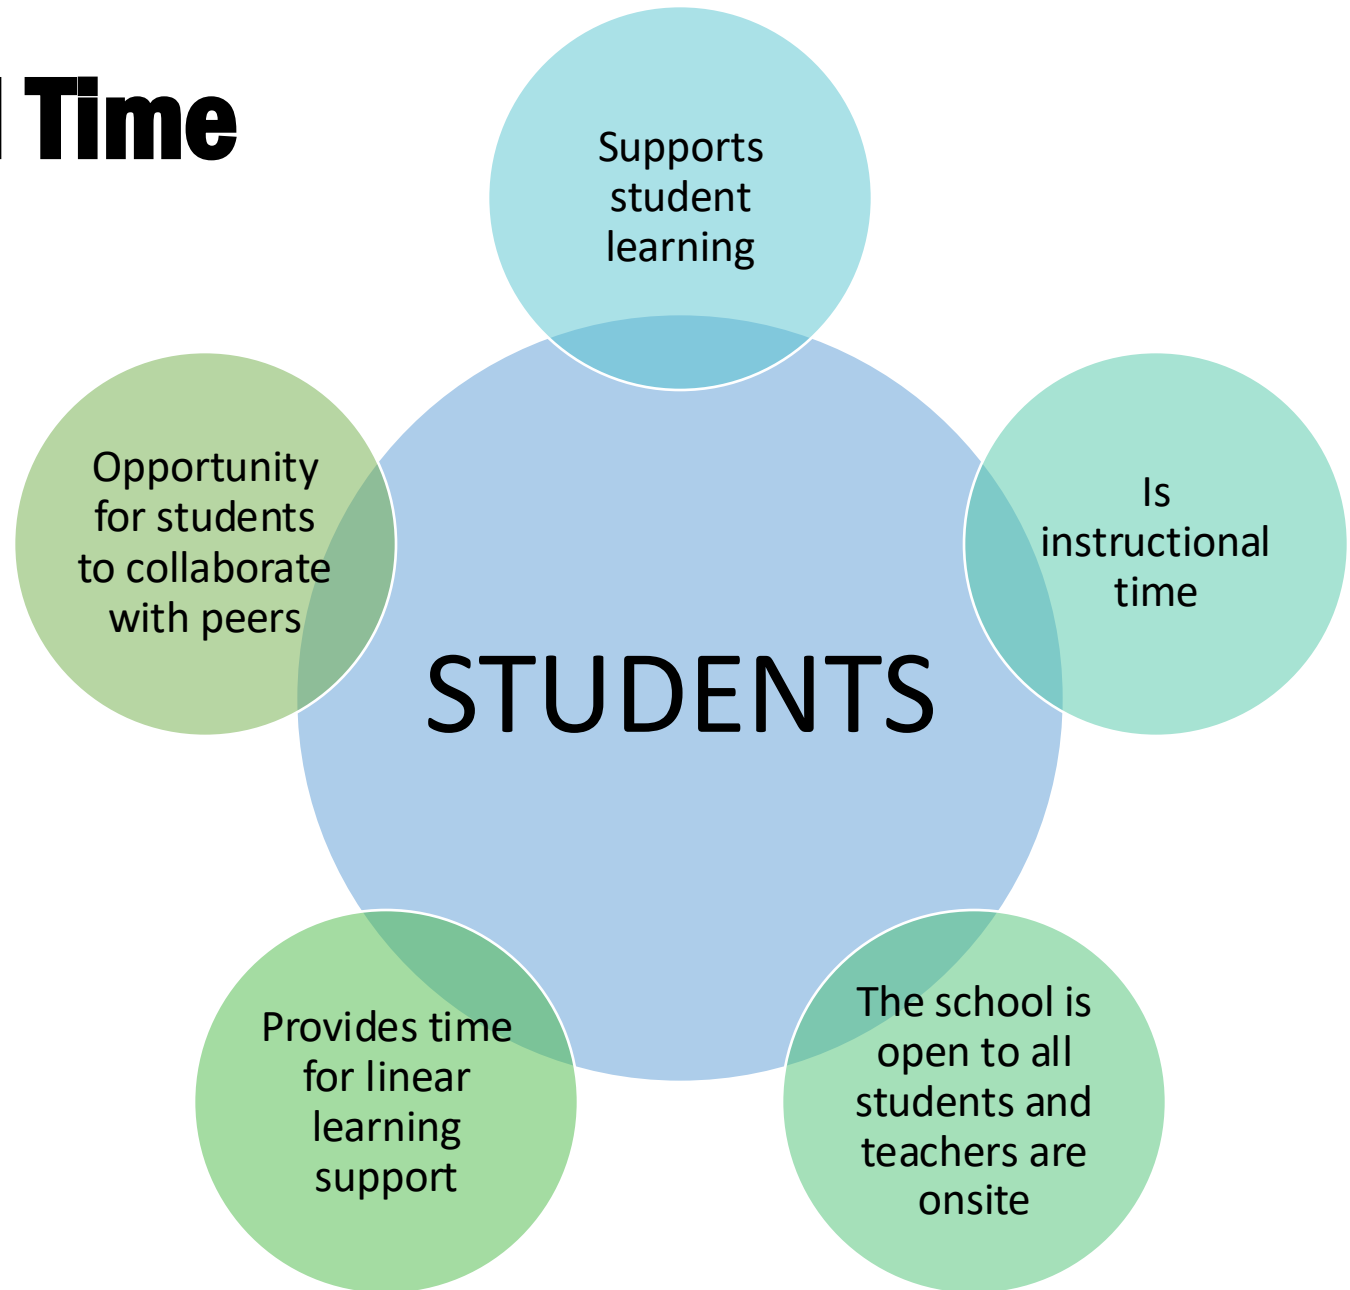 Time
Supports
student
learning
Is
instructional
time
The school is
open to all
students and
teachers are
onsite
Provides time
for linear
learning
support
Opportunity
for students
to collaborate
with peers
STUDENTS